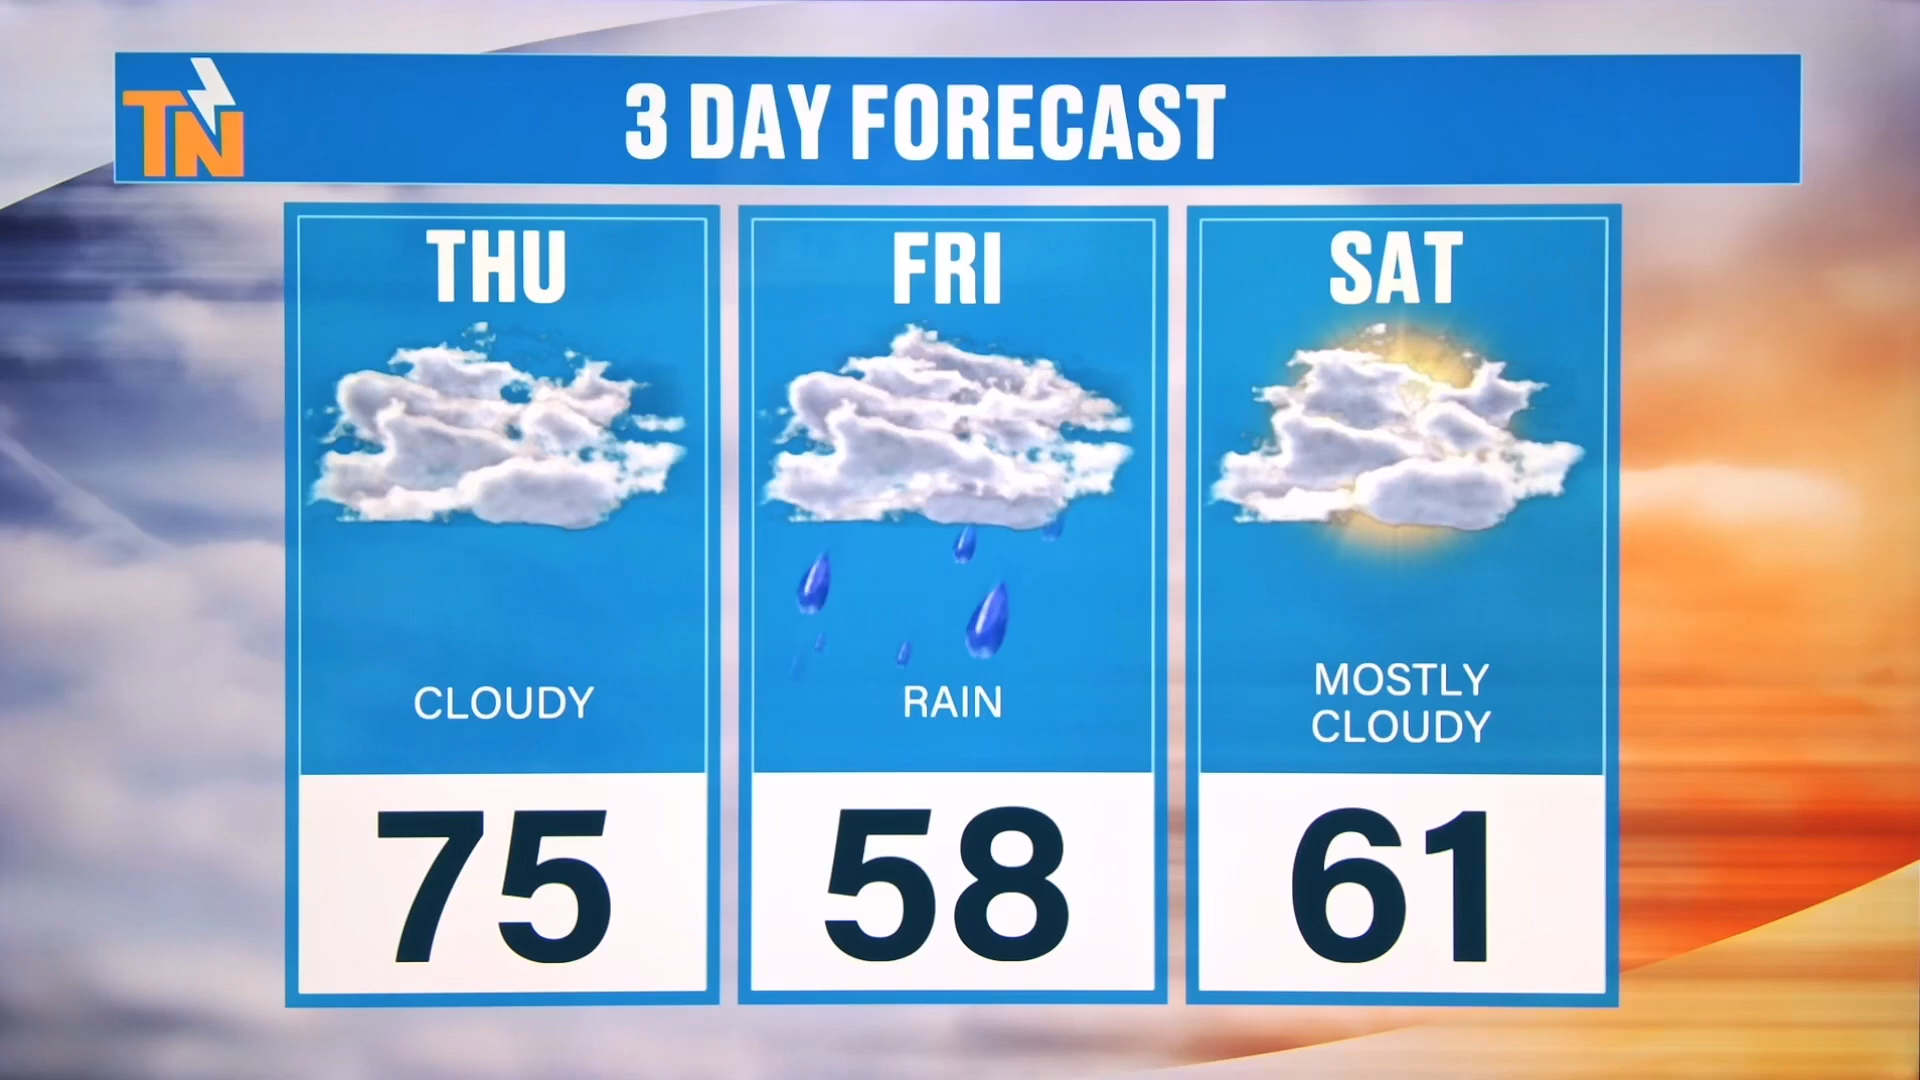 TN
3 DAY FORECAST
THU
CLOUDY
75
FRI
RAIN
58
SAT
MOSTLY
CLOUDY
61